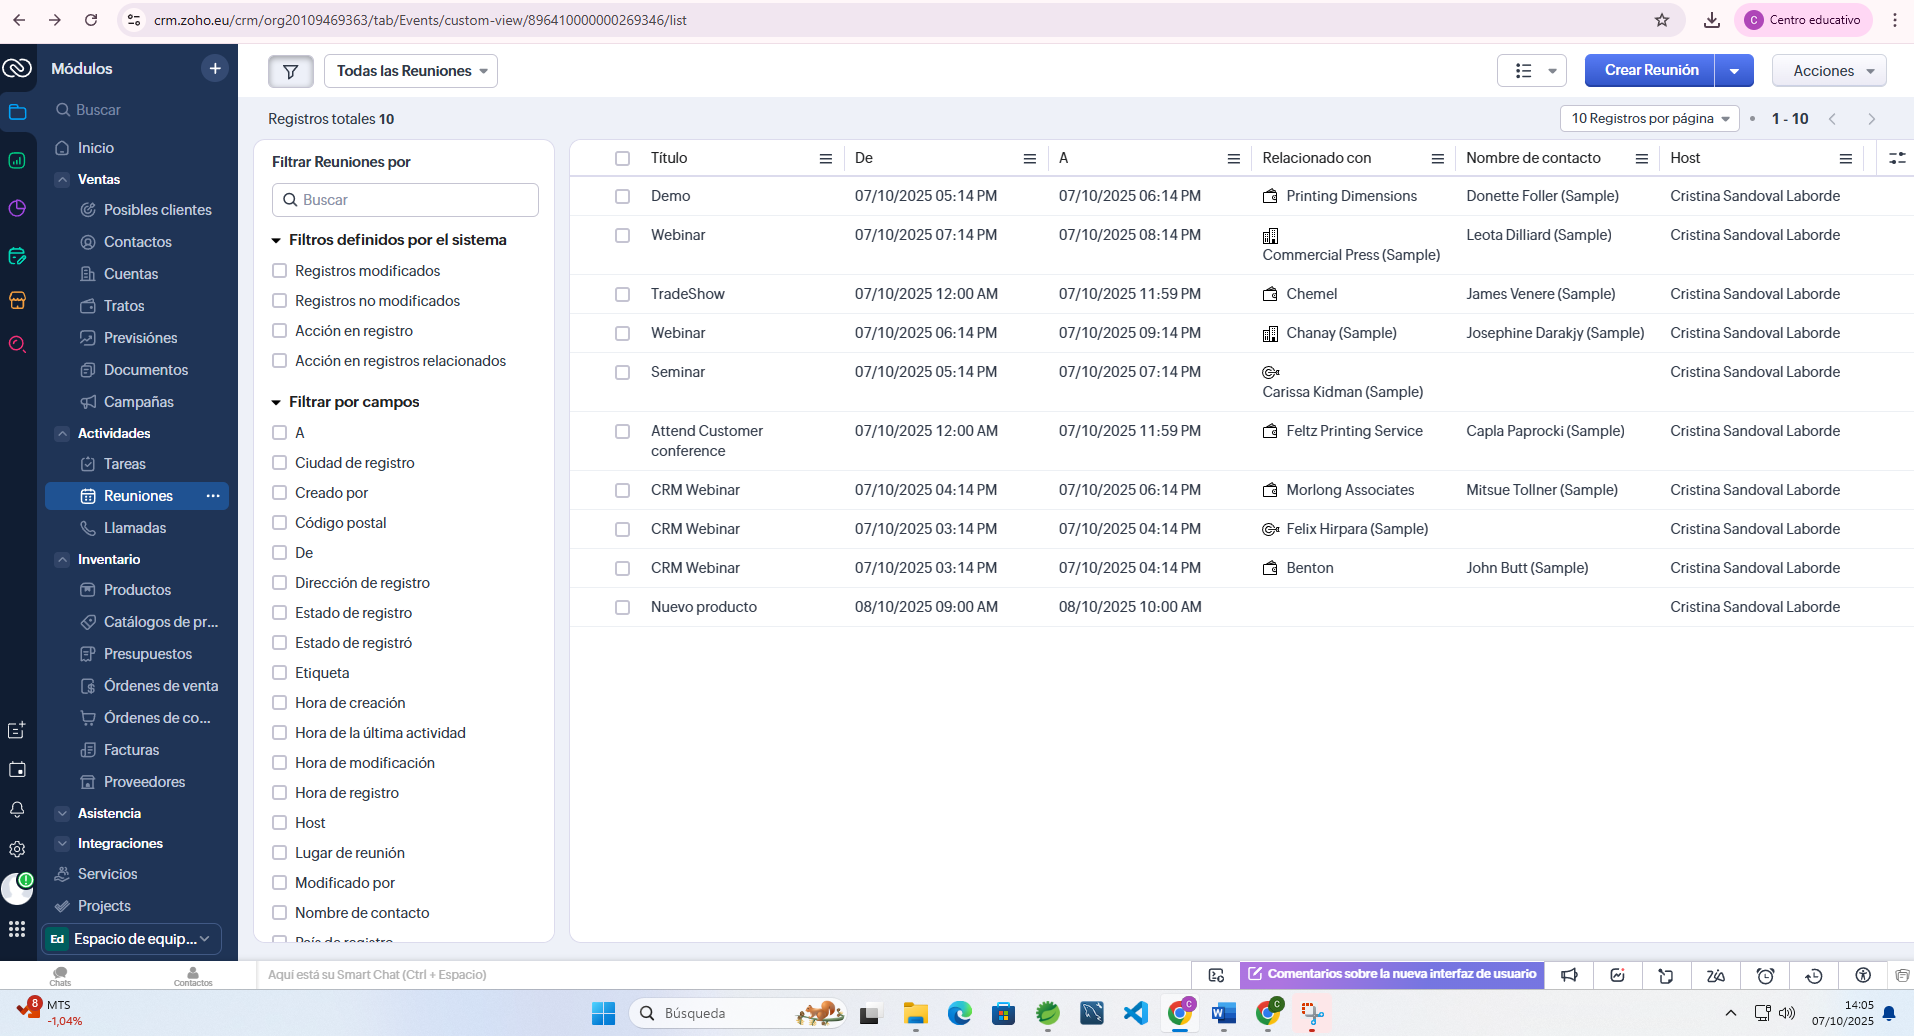 crm.zoho.eu/crm/org20109469363/tab/Events/custom-view/896410000000269346/list
C Centro educativo
Módulos
Buscar
Inicio
Ventas
Posibles clientes
Contactos
Cuentas
Tratos
Previsiónes
Documentos
Campañas
Actividades
Tareas
Reuniones
Llamadas
Inventario
Productos
Catálogos de pr...
Presupuestos
Órdenes de venta
Órdenes de co...
Facturas
Proveedores
Asistencia
Integraciones
Servicios
Projects
Ed Espacio de equip...
Todas las Reuniones
Crear Reunión
Acciones
Registros totales 10
10 Registros por página
1 - 10
Filtrar Reuniones por
Buscar
Filtros definidos por el sistema
Registros modificados
Registros no modificados
Acción en registro
Acción en registros relacionados
Filtrar por campos
A
Ciudad de registro
Creado por
Código postal
De
Dirección de registro
Estado de registro
Estado de registró
Etiqueta
Hora de creación
Hora de la última actividad
Hora de modificación
Hora de registro
Host
Lugar de reunión
Modificado por
Nombre de contacto
País de registro
Título De A Relacionado con Nombre de contacto Host
Demo 07/10/2025 05:14 PM 07/10/2025 06:14 PM Printing Dimensions Donette Foller (Sample) Cristina Sandoval Laborde
Webinar 07/10/2025 07:14 PM 07/10/2025 08:14 PM Leota Dilliard (Sample) Cristina Sandoval Laborde
Commercial Press (Sample)
TradeShow 07/10/2025 12:00 AM 07/10/2025 11:59 PM Chemel James Venere (Sample) Cristina Sandoval Laborde
Webinar 07/10/2025 06:14 PM 07/10/2025 09:14 PM Chanay (Sample) Josephine Darakjy (Sample) Cristina Sandoval Laborde
Seminar 07/10/2025 05:14 PM 07/10/2025 07:14 PM Cristina Sandoval Laborde
Carissa Kidman (Sample)
Attend Customer 07/10/2025 12:00 AM 07/10/2025 11:59 PM Feltz Printing Service Capla Paprocki (Sample) Cristina Sandoval Laborde
conference
CRM Webinar 07/10/2025 04:14 PM 07/10/2025 06:14 PM Morlong Associates Mitsue Tollner (Sample) Cristina Sandoval Laborde
CRM Webinar 07/10/2025 03:14 PM 07/10/2025 04:14 PM Felix Hirpara (Sample) Cristina Sandoval Laborde
CRM Webinar 07/10/2025 03:14 PM 07/10/2025 04:14 PM Benton John Butt (Sample) Cristina Sandoval Laborde
Nuevo producto 08/10/2025 09:00 AM 08/10/2025 10:00 AM Cristina Sandoval Laborde
Chats
Contactos
Aquí está su Smart Chat (Ctrl + Espacio)
Comentarios sobre la nueva interfaz de usuario
8
MTS
-1,04%
Búsqueda
C
C
14:05
07/10/2025